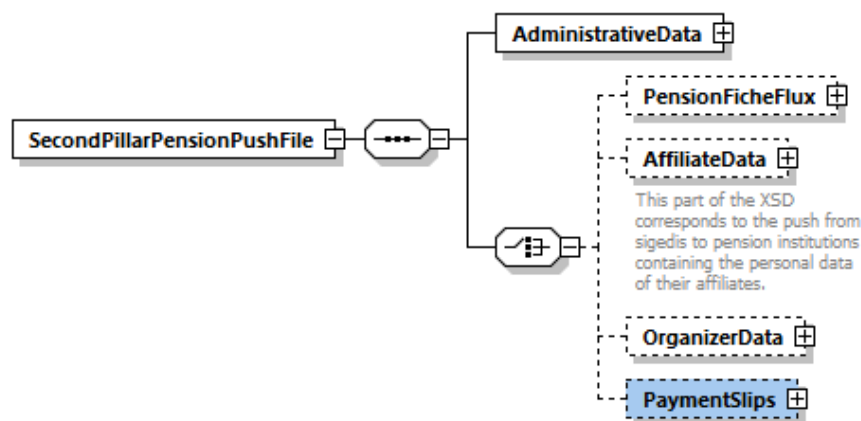 AdministrativeData
PensionFicheFlux
SecondPillarPensionPushFile
AffiliateData
This part of the XSD
corresponds to the push from
sigedis to pension institutions
containing the personal data
of their affiliates.
OrganizerData
PaymentSlips